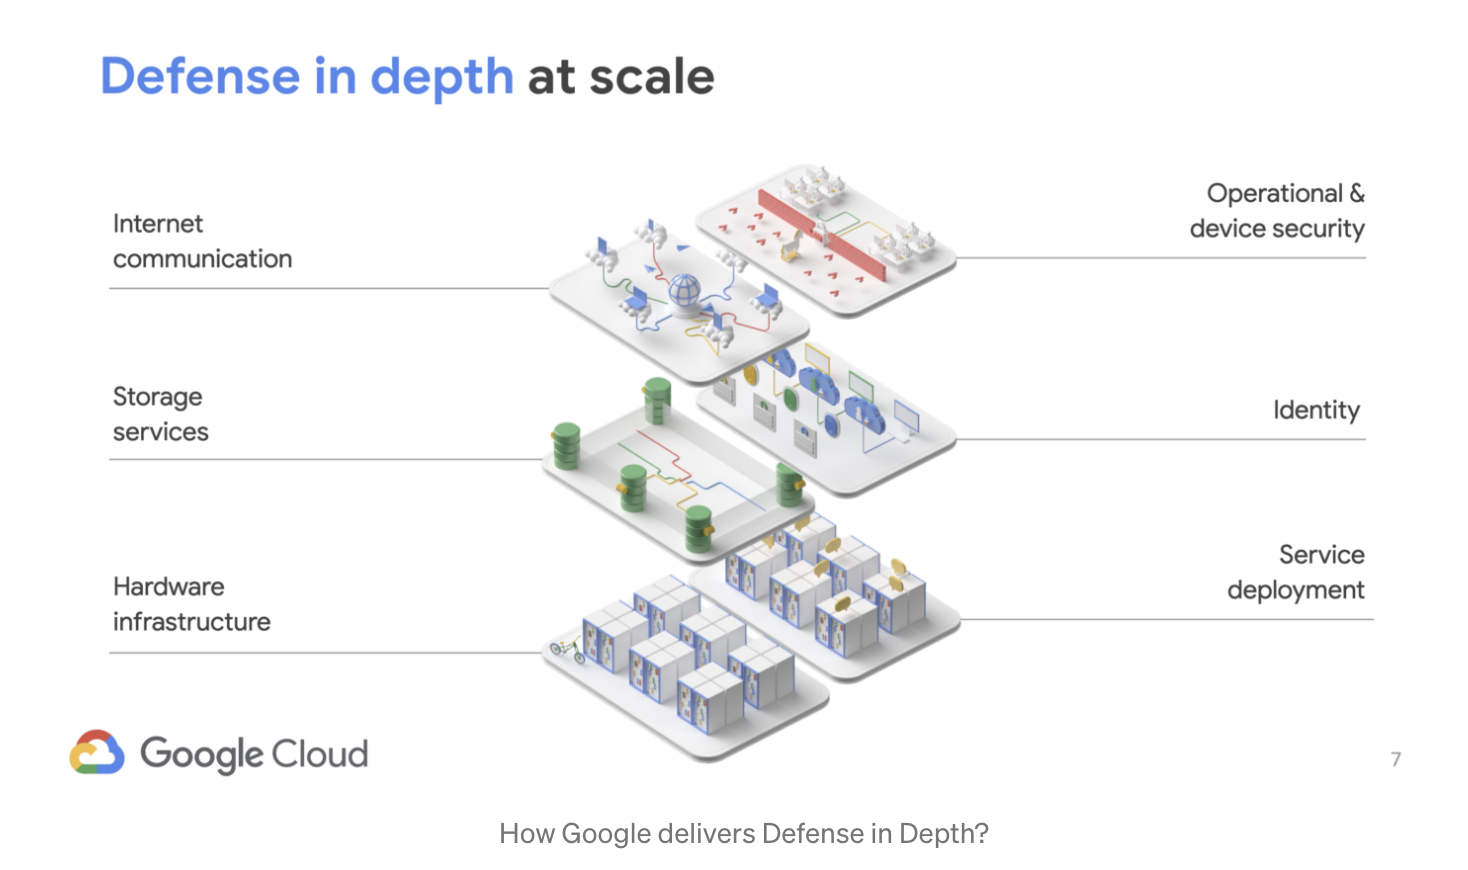 Defense in depth at scale
Internet
communication
Operational &
device security
Storage
services
Identity
Hardware
infrastructure
Service
deployment
Google Cloud
7
How Google delivers Defense in Depth?